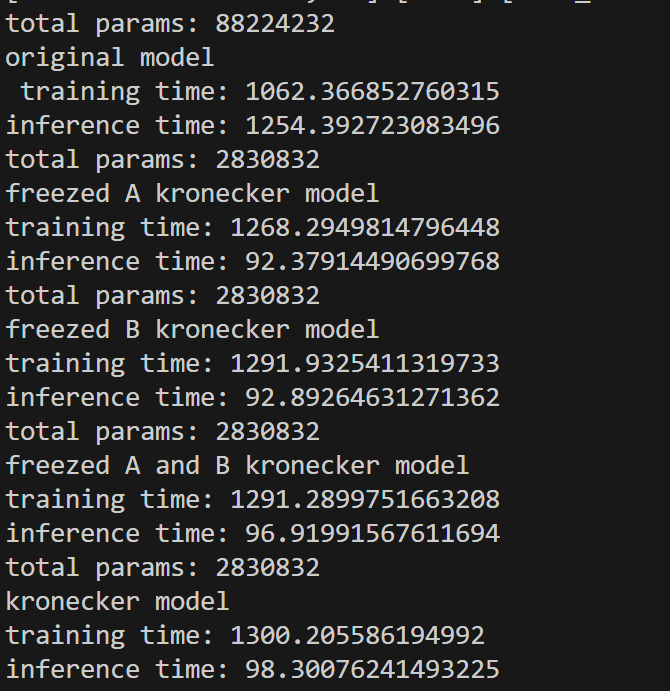 total params: 88224232
original model
 training time: 1062.366852760315
inference time: 1254.392723083496
total params: 2830832
freezed A kronecker model
training time: 1268.2949814796448
inference time: 92.37914490699768
total params: 2830832
freezed B kronecker model
training time: 1291.9325411319733
inference time: 92.89264631271362
total params: 2830832
freezed A and B kronecker model
training time: 1291.2899751663208
inference time: 96.91991567611694
total params: 2830832
kronecker model
training time: 1300.205586194992
inference time: 98.30076241493225